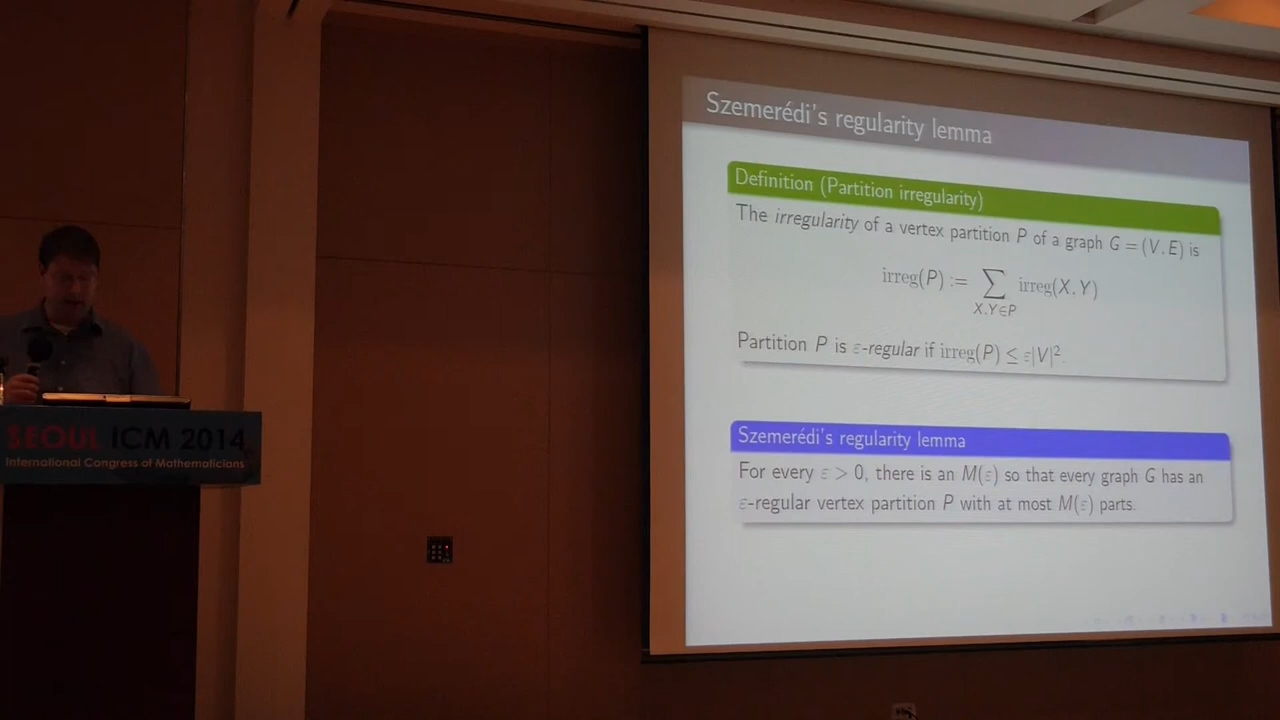 Szemerédi's regularity lemma
Definition (Partition irregularity)
The irregularity of a vertex partition P of a graph G = (V, E) is
irreg(P) := ∑ irreg(X, Y)
X,Y∈P
Partition P is ε-regular if irreg(P) ≤ ε|V|².
Szemerédi's regularity lemma
For every ε > 0, there is an M(ε) so that every graph G has an
ε-regular vertex partition P with at most M(ε) parts.
SEOUL ICM 2014
International Congress of Mathematicians